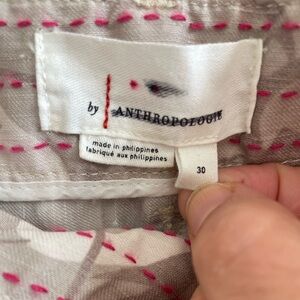 by ANTHROPOLOGIE
made in philippines
fabriqué aux philippines
30